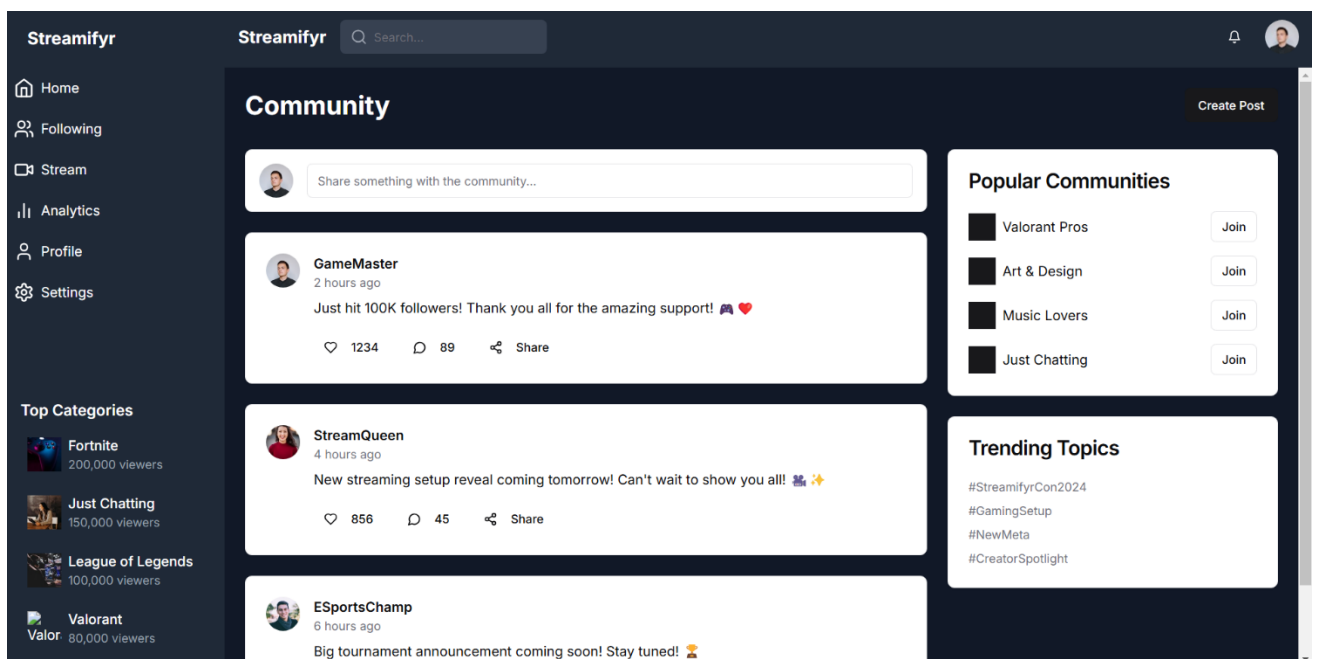 Streamifyr
Home
Following
Stream
Analytics
Profile
Settings
Top Categories
Fortnite
200,000 viewers
Just Chatting
150,000 viewers
League of Legends
100,000 viewers
Valor
Valorant
80,000 viewers
Streamifyr
Search...
Community
Create Post
Share something with the community...
GameMaster
2 hours ago
Just hit 100K followers! Thank you all for the amazing support! 🎮 ❤️
1234 89 Share
StreamQueen
4 hours ago
New streaming setup reveal coming tomorrow! Can't wait to show you all! 🎥 ✨
856 45 Share
ESportsChamp
6 hours ago
Big tournament announcement coming soon! Stay tuned! 🏆
Popular Communities
Valorant Pros Join
Art & Design Join
Music Lovers Join
Just Chatting Join
Trending Topics
#StreamifyrCon2024
#GamingSetup
#NewMeta
#CreatorSpotlight